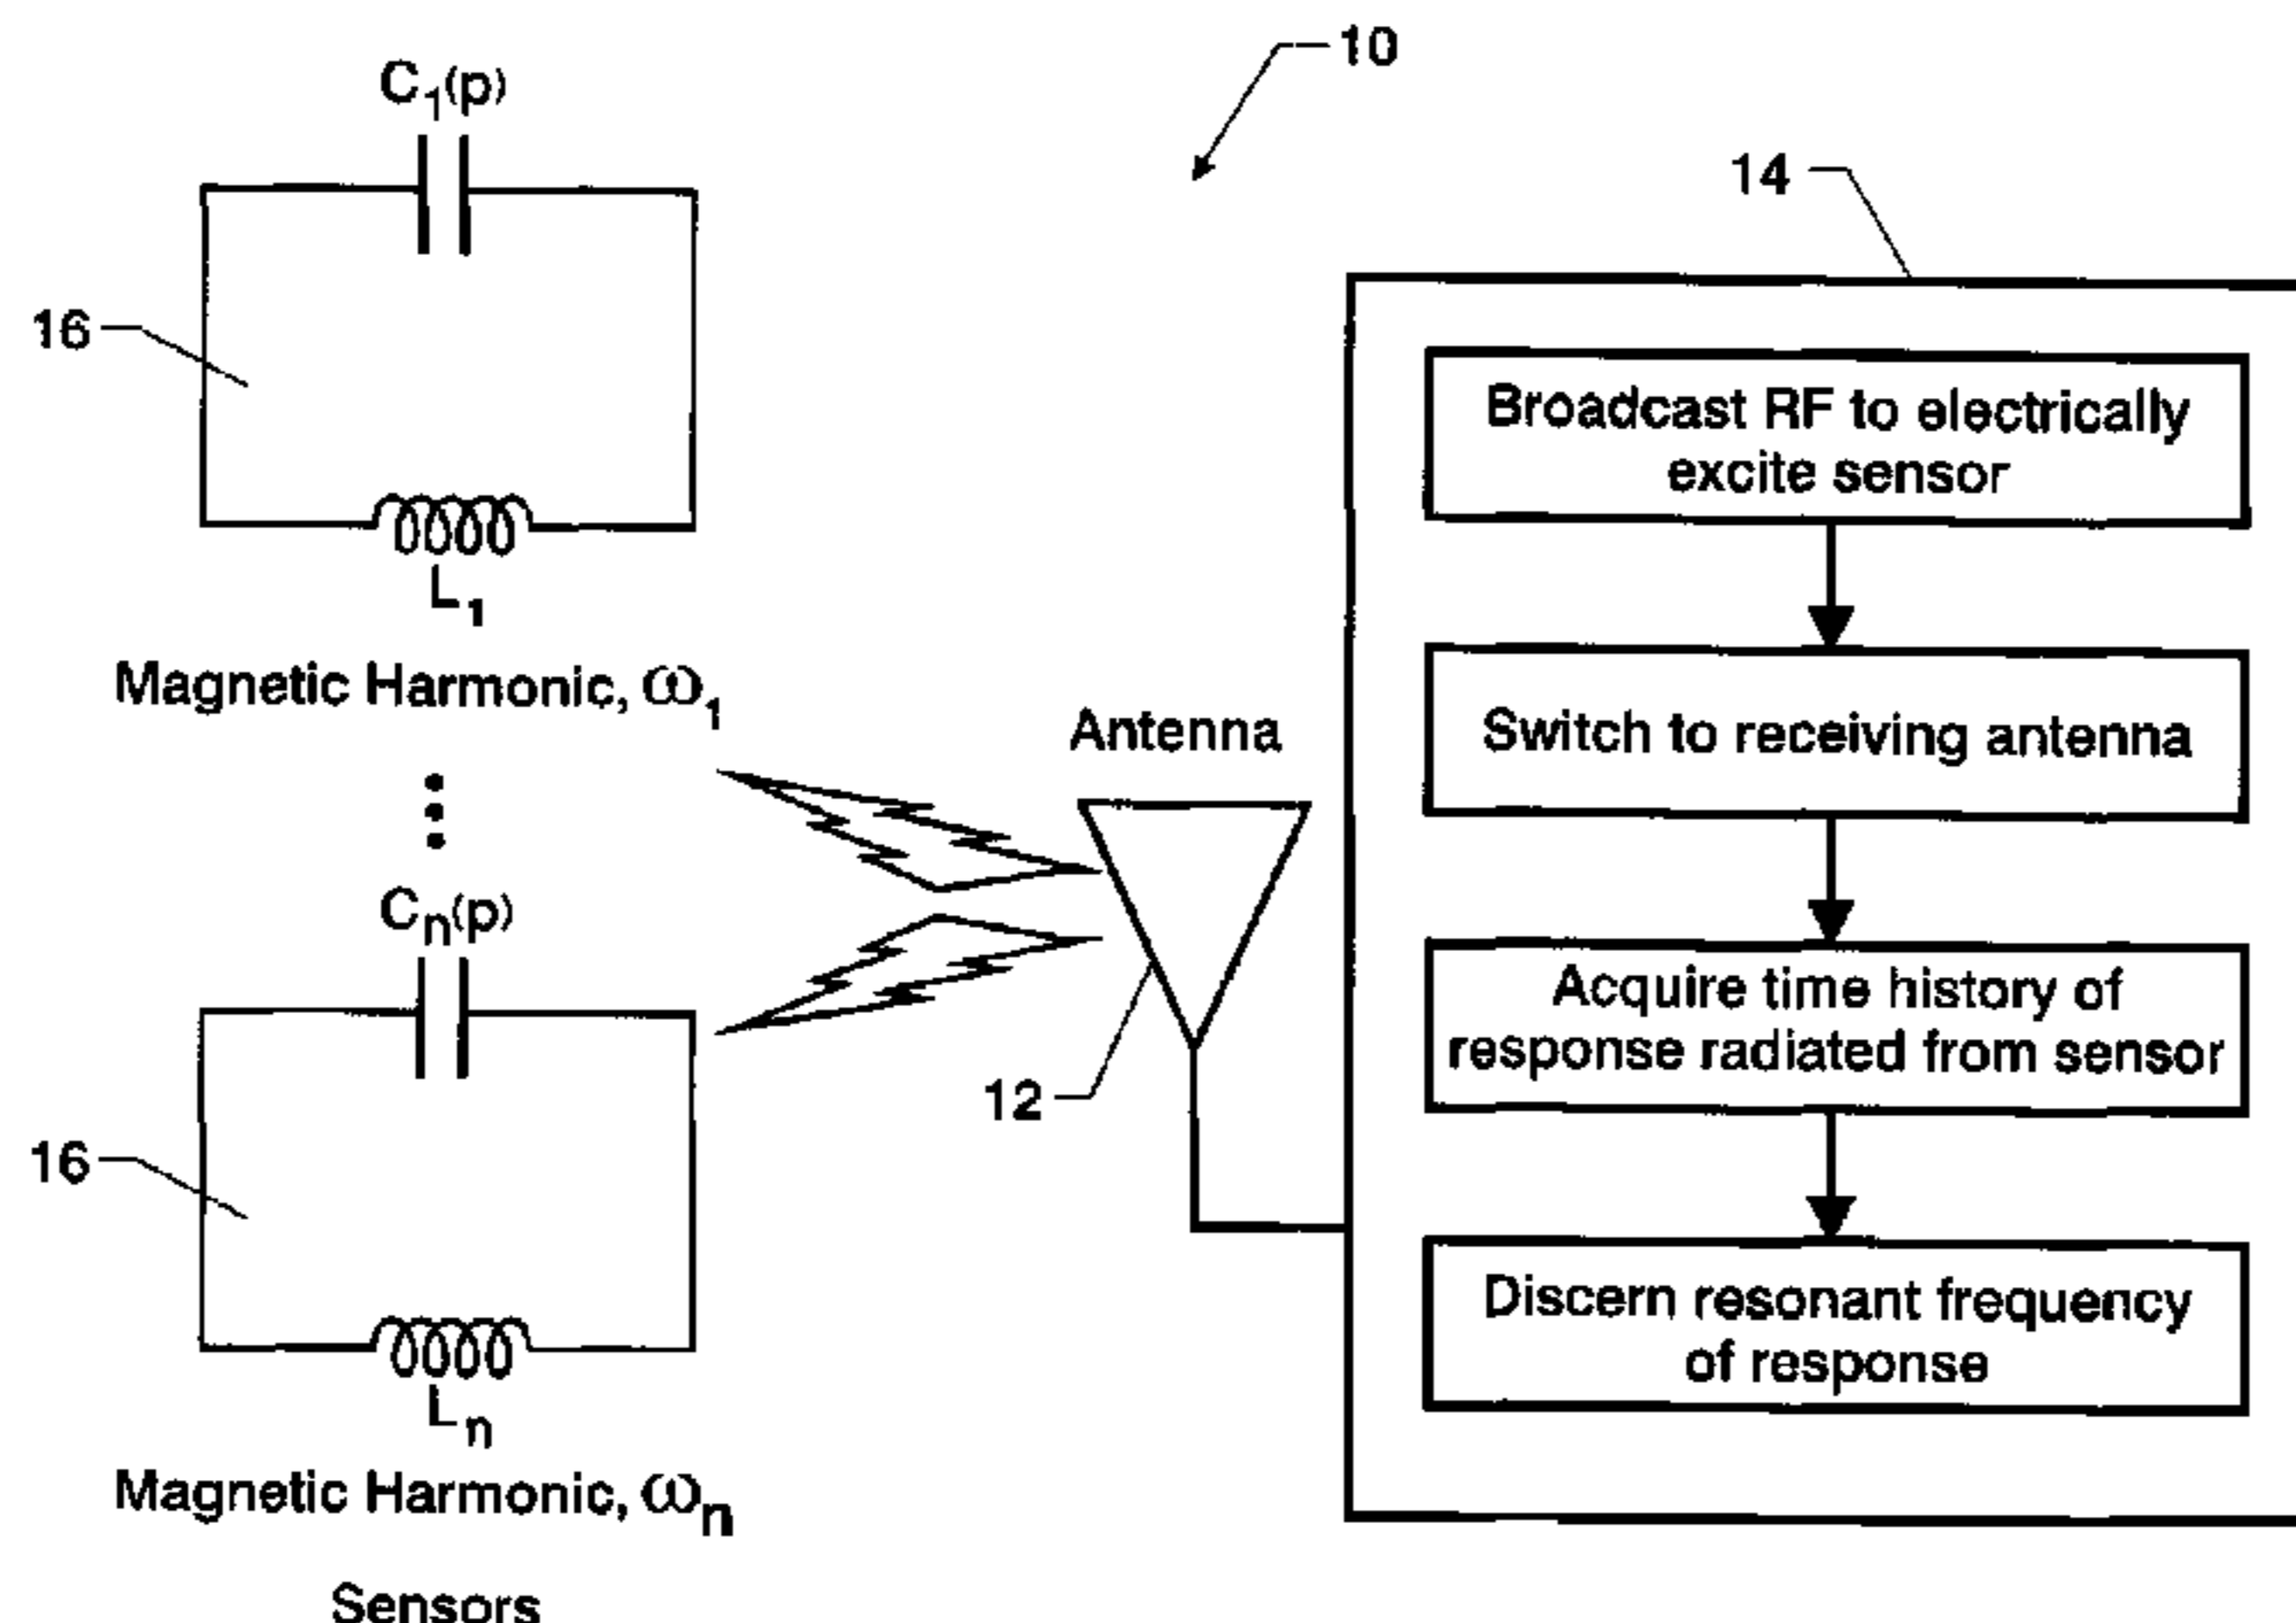 10
C₁(p)
14
16
L₁
Magnetic Harmonic, ω₁
Cₙ(p)
16
Lₙ
Magnetic Harmonic, ωₙ
Sensors
Antenna
12
Broadcast RF to electrically
excite sensor
Switch to receiving antenna
Acquire time history of
response radiated from sensor
Discern resonant frequency
of response